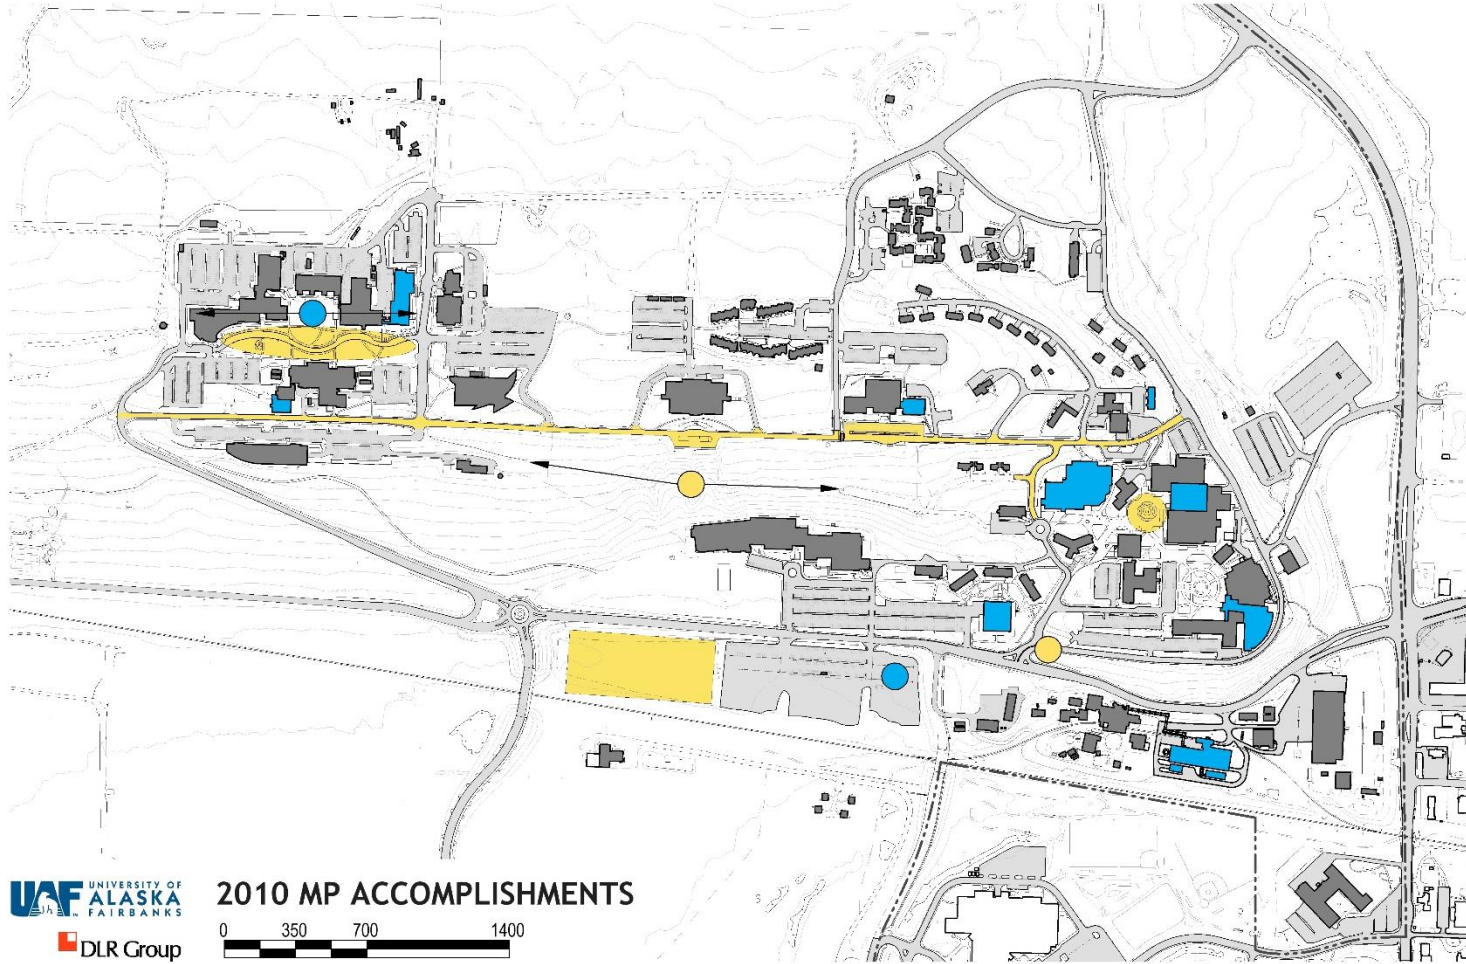 UAF UNIVERSITY OF
ALASKA
FAIRBANKS
2010 MP ACCOMPLISHMENTS
0 350 700 1400
DLR Group